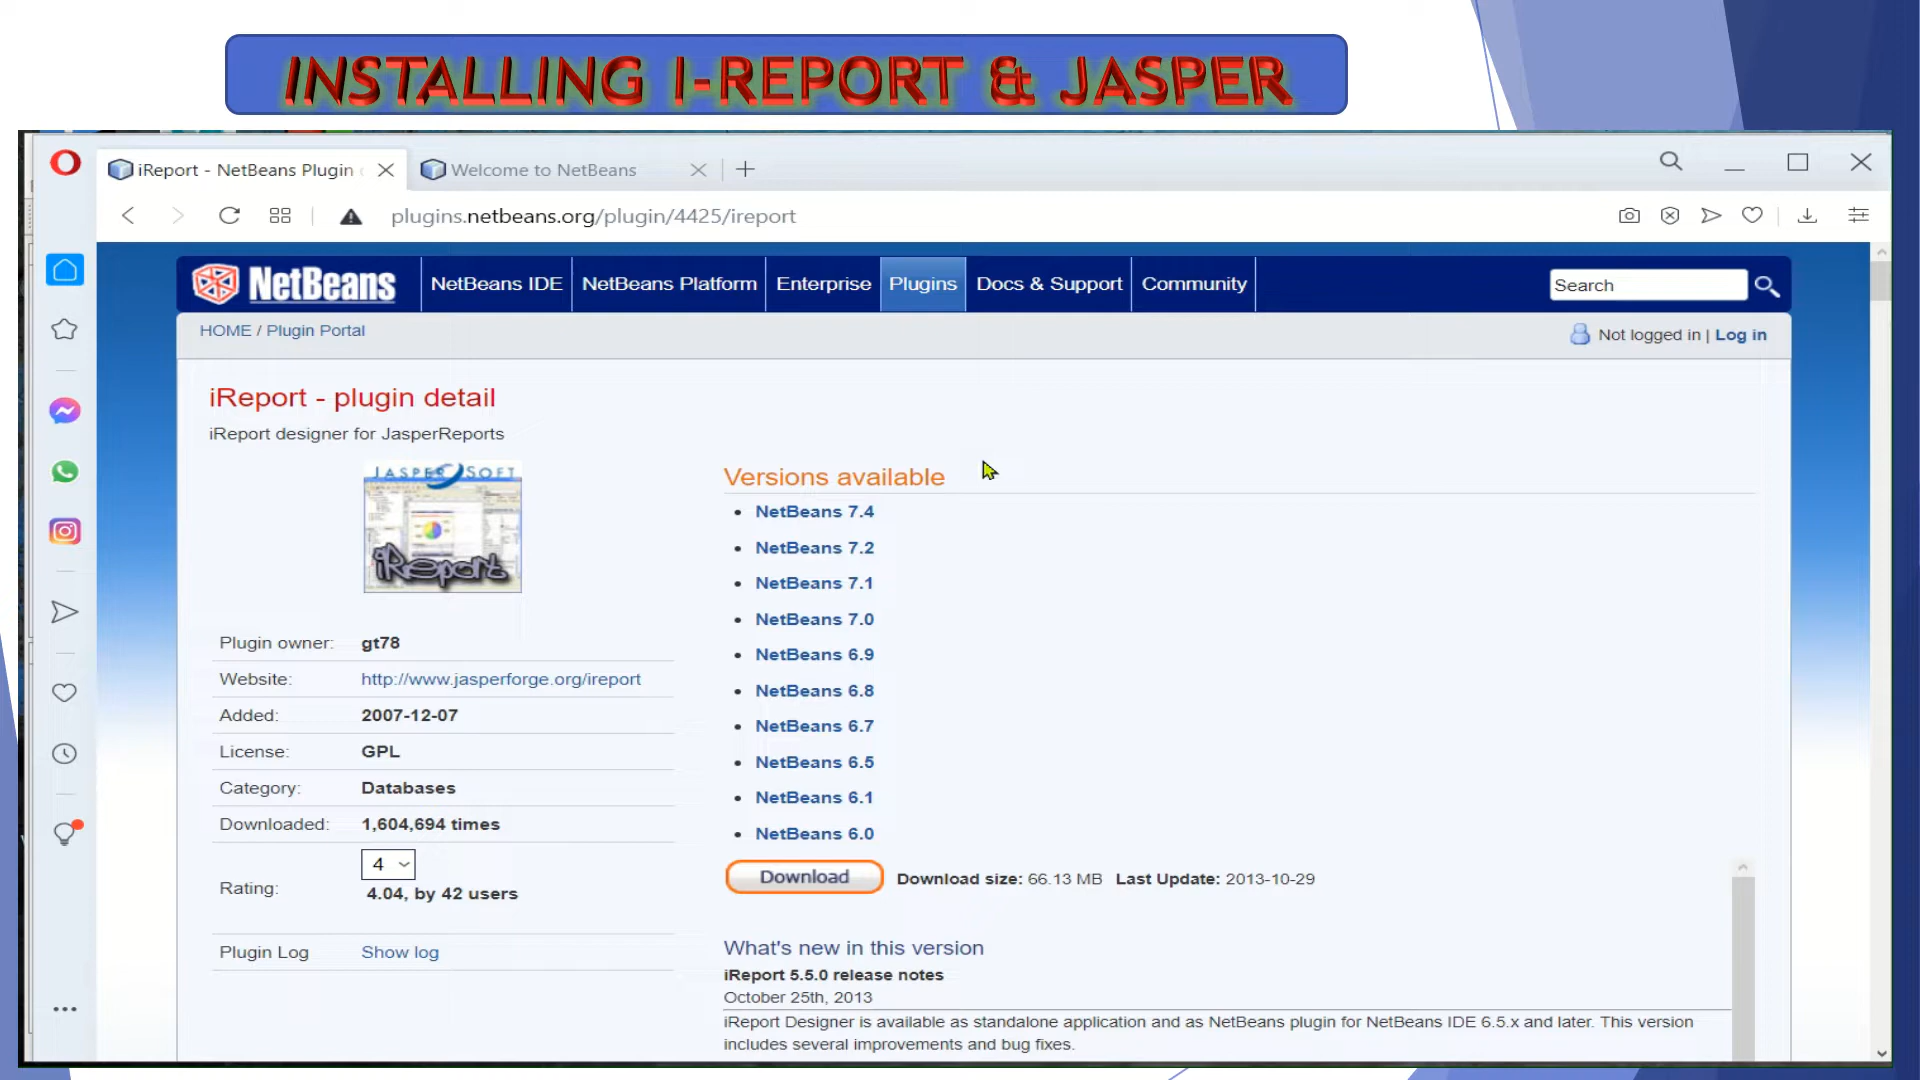 INSTALLING I-REPORT & JASPER
iReport - NetBeans Plugin
Welcome to NetBeans
plugins.netbeans.org/plugin/4425/ireport
NetBeans
NetBeans IDE
NetBeans Platform
Enterprise
Plugins
Docs & Support
Community
Search
HOME / Plugin Portal
Not logged in | Log in
iReport - plugin detail
iReport designer for JasperReports
JASPERSOFT
iReport
Plugin owner: gt78
Website: http://www.jasperforge.org/ireport
Added: 2007-12-07
License: GPL
Category: Databases
Downloaded: 1,604,694 times
4
Rating:
4.04, by 42 users
Plugin Log Show log
Versions available
• NetBeans 7.4
• NetBeans 7.2
• NetBeans 7.1
• NetBeans 7.0
• NetBeans 6.9
• NetBeans 6.8
• NetBeans 6.7
• NetBeans 6.5
• NetBeans 6.1
• NetBeans 6.0
Download Download size: 66.13 MB Last Update: 2013-10-29
What's new in this version
iReport 5.5.0 release notes
October 25th, 2013
iReport Designer is available as standalone application and as NetBeans plugin for NetBeans IDE 6.5.x and later. This version
includes several improvements and bug fixes.